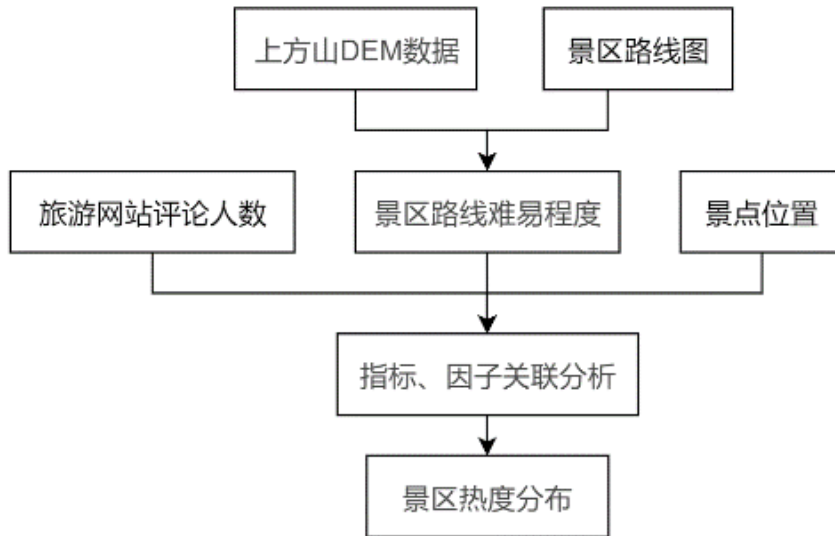 上方山DEM数据
景区路线图
旅游网站评论人数
景区路线难易程度
景点位置
指标、因子关联分析
景区热度分布